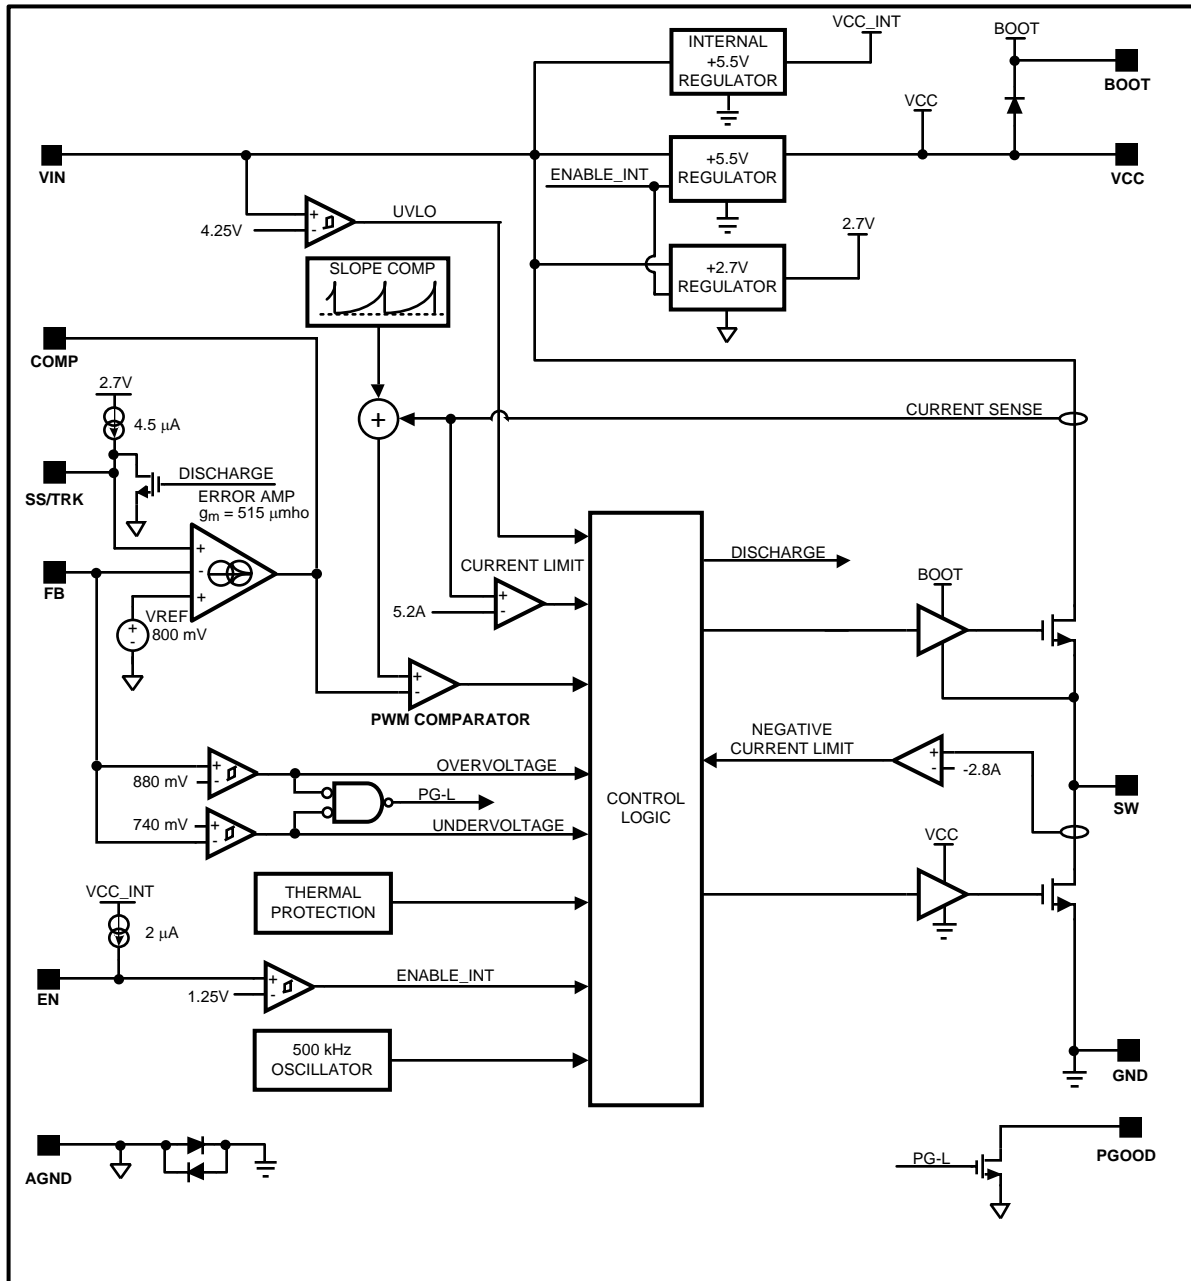 VCC_INT
BOOT
INTERNAL
+5.5V
REGULATOR
BOOT
VCC
VIN
+5.5V
REGULATOR
VCC
ENABLE_INT
+
-
UVLO
4.25V
2.7V
+2.7V
REGULATOR
SLOPE COMP
COMP
2.7V
4.5 μA
+
CURRENT SENSE
SS/TRK
DISCHARGE
ERROR AMP
gm = 515 μmho
+
-
+
FB
VREF
800 mV
+
-
CURRENT LIMIT
5.2A
+
-
DISCHARGE
BOOT
+
-
PWM COMPARATOR
NEGATIVE
CURRENT LIMIT
+
-
-2.8A
SW
880 mV
+
-
OVERVOLTAGE
PG-L
740 mV
+
-
UNDERVOLTAGE
CONTROL
LOGIC
VCC
THERMAL
PROTECTION
VCC_INT
2 μA
EN
1.25V
+
-
ENABLE_INT
500 kHz
OSCILLATOR
GND
AGND
PG-L
PGOOD